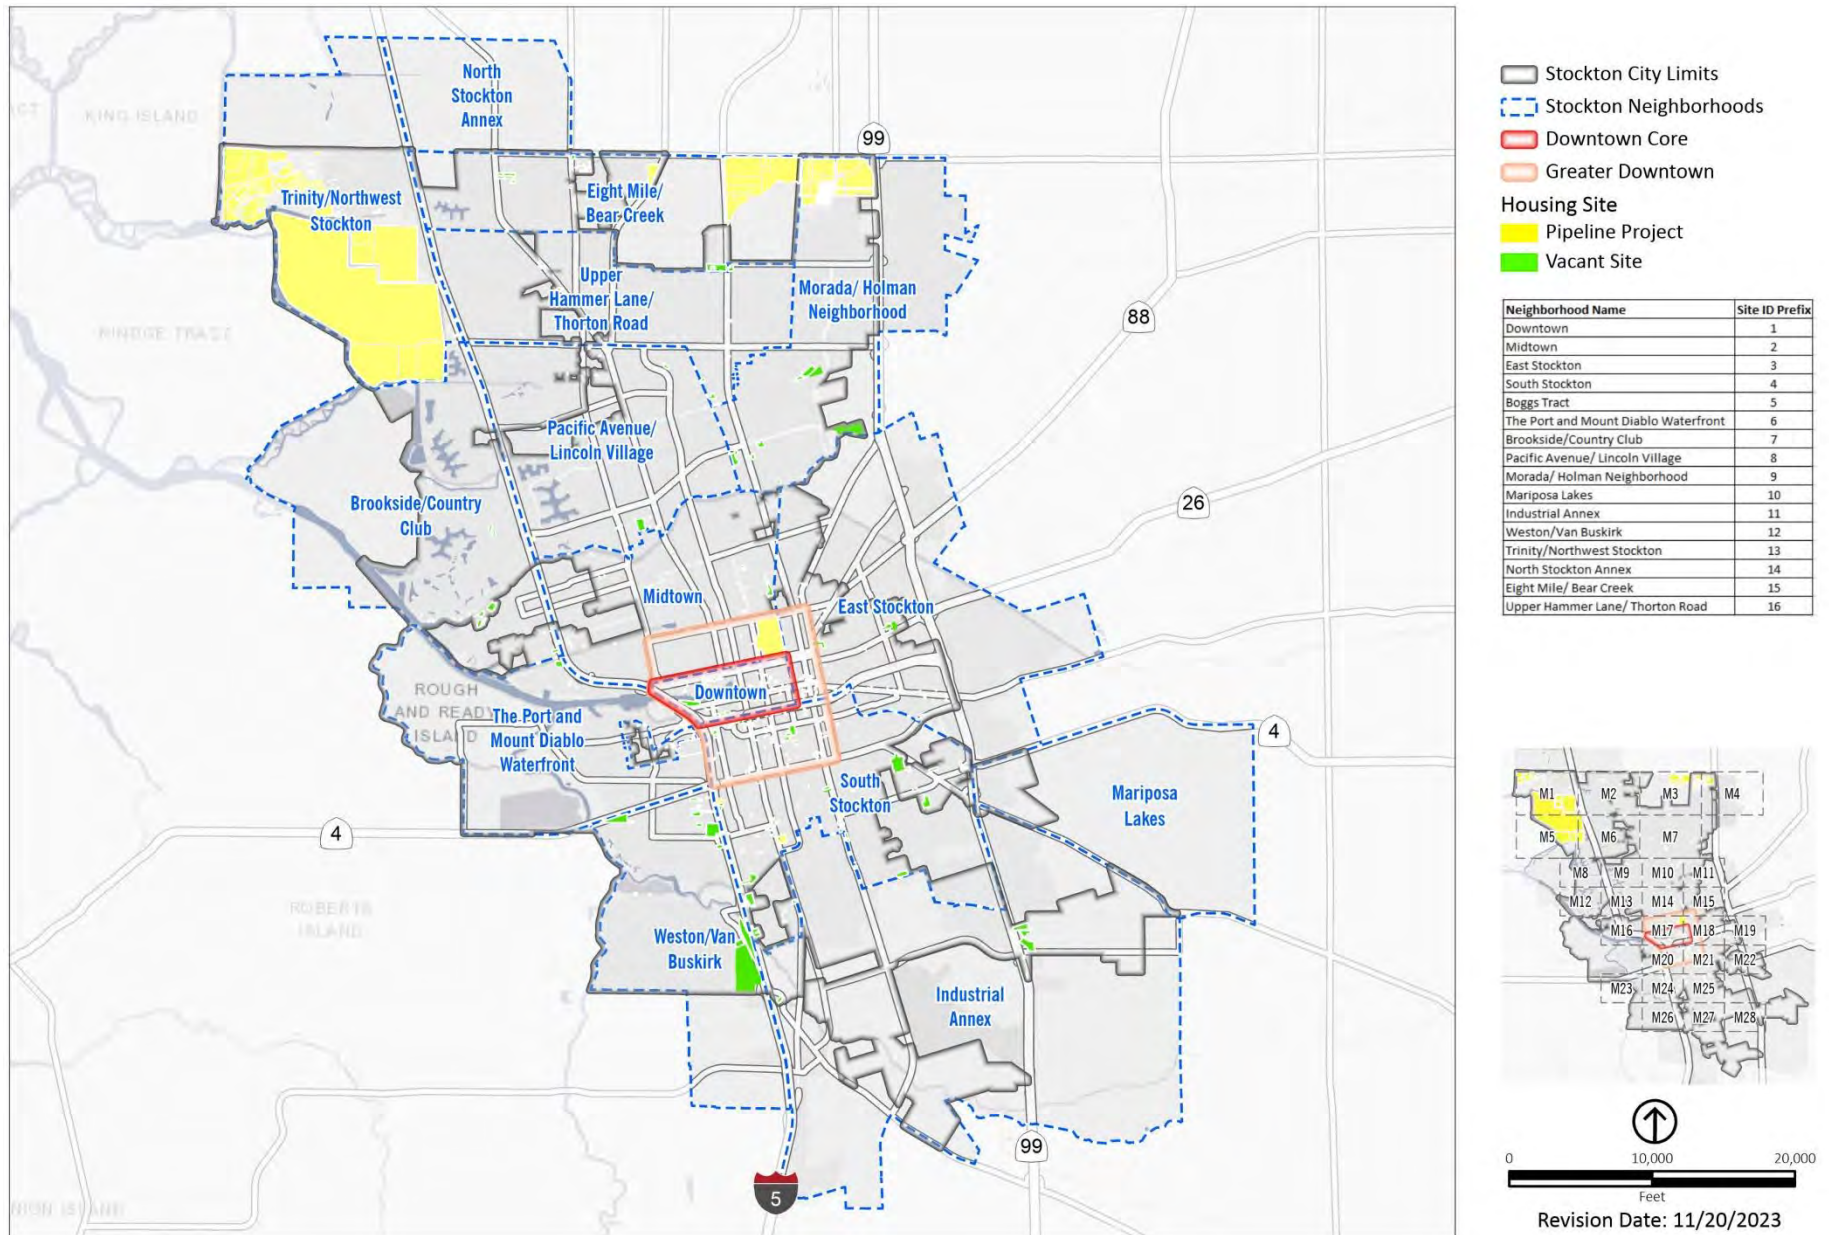 North
Stockton
Annex
KING ISLAND
99
Trinity/Northwest
Stockton
Eight Mile/
Bear Creek
Upper
Hammer Lane/
Thorton Road
Morada/ Holman
Neighborhood
88
Pacific Avenue/
Lincoln Village
Brookside/Country
Club
26
Midtown
East Stockton
ROUGH
AND READY
ISLAND
Downtown
The Port and
Mount Diablo
Waterfront
4
South
Stockton
Mariposa
Lakes
4
ROBERTS
ISLAND
Weston/Van
Buskirk
Industrial
Annex
99
5
Stockton City Limits
Stockton Neighborhoods
Downtown Core
Greater Downtown
Housing Site
Pipeline Project
Vacant Site
Neighborhood Name Site ID Prefix
Downtown 1
Midtown 2
East Stockton 3
South Stockton 4
Boggs Tract 5
The Port and Mount Diablo Waterfront 6
Brookside/Country Club 7
Pacific Avenue/ Lincoln Village 8
Morada/ Holman Neighborhood 9
Mariposa Lakes 10
Industrial Annex 11
Weston/Van Buskirk 12
Trinity/Northwest Stockton 13
North Stockton Annex 14
Eight Mile/ Bear Creek 15
Upper Hammer Lane/ Thorton Road 16
M1 M2 M3 M4
M5 M6 M7
M8 M9 M10 M11
M12 M13 M14 M15
M16 M17 M18 M19
M20 M21 M22
M23 M24 M25
M26 M27 M28
0 10,000 20,000
Feet
Revision Date: 11/20/2023